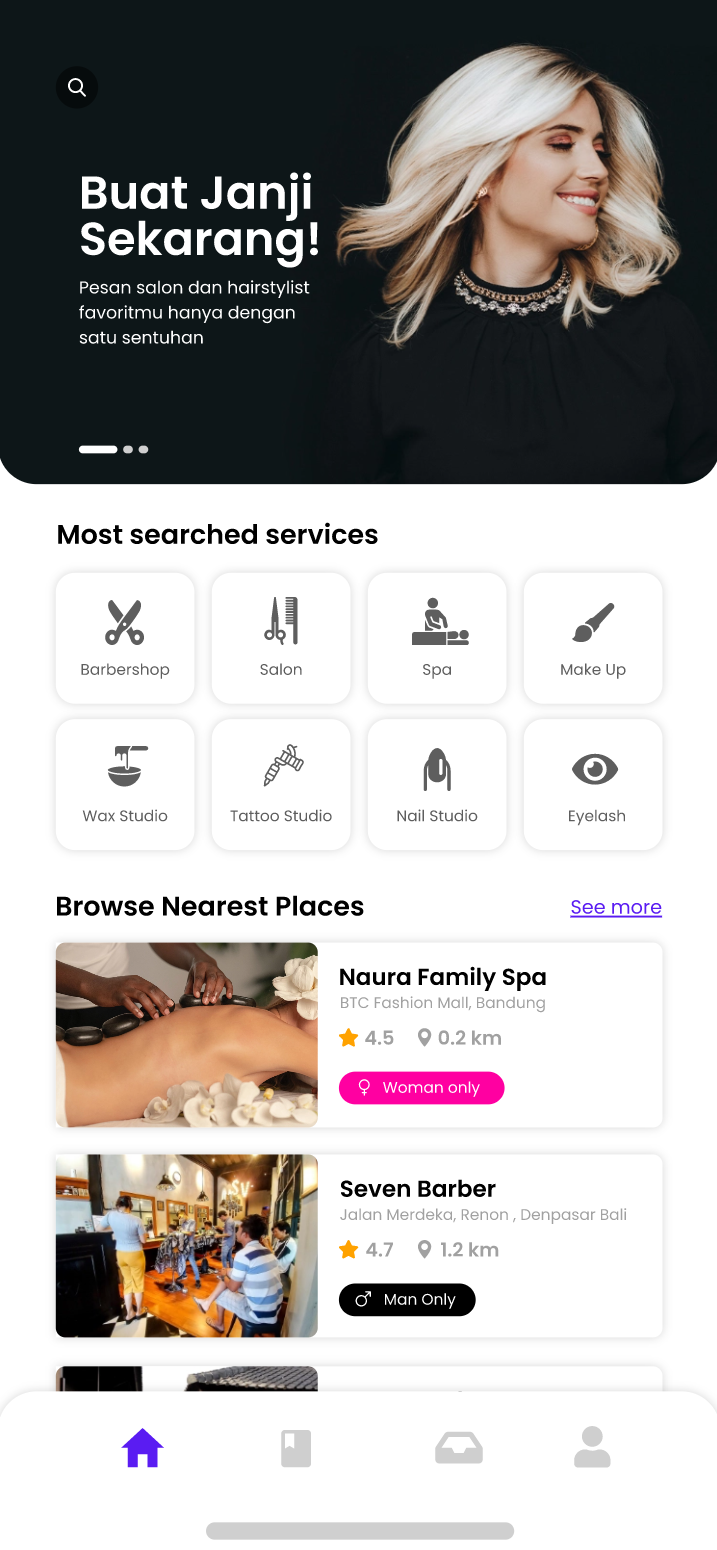 Buat Janji
Sekarang!
Pesan salon dan hairstylist
favoritmu hanya dengan
satu sentuhan
Most searched services
Barbershop
Salon
Spa
Make Up
Wax Studio
Tattoo Studio
Nail Studio
Eyelash
Browse Nearest Places
See more
Naura Family Spa
BTC Fashion Mall, Bandung
4.5
0.2 km
Woman only
Seven Barber
Jalan Merdeka, Renon , Denpasar Bali
4.7
1.2 km
Man Only